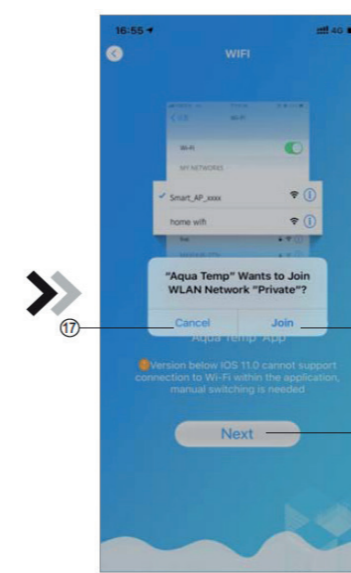 16:55
4G
WIFI
Wi-Fi
Wi-Fi
MY NETWORKS
Smart_AP_xxxx
home wifi
"Aqua Temp" Wants to Join
WLAN Network "Private"?
⑰
Cancel
Join
Aqua Temp App
Version below IOS 11.0 cannot support
connection to Wi-Fi within the application,
manual switching is needed
Next